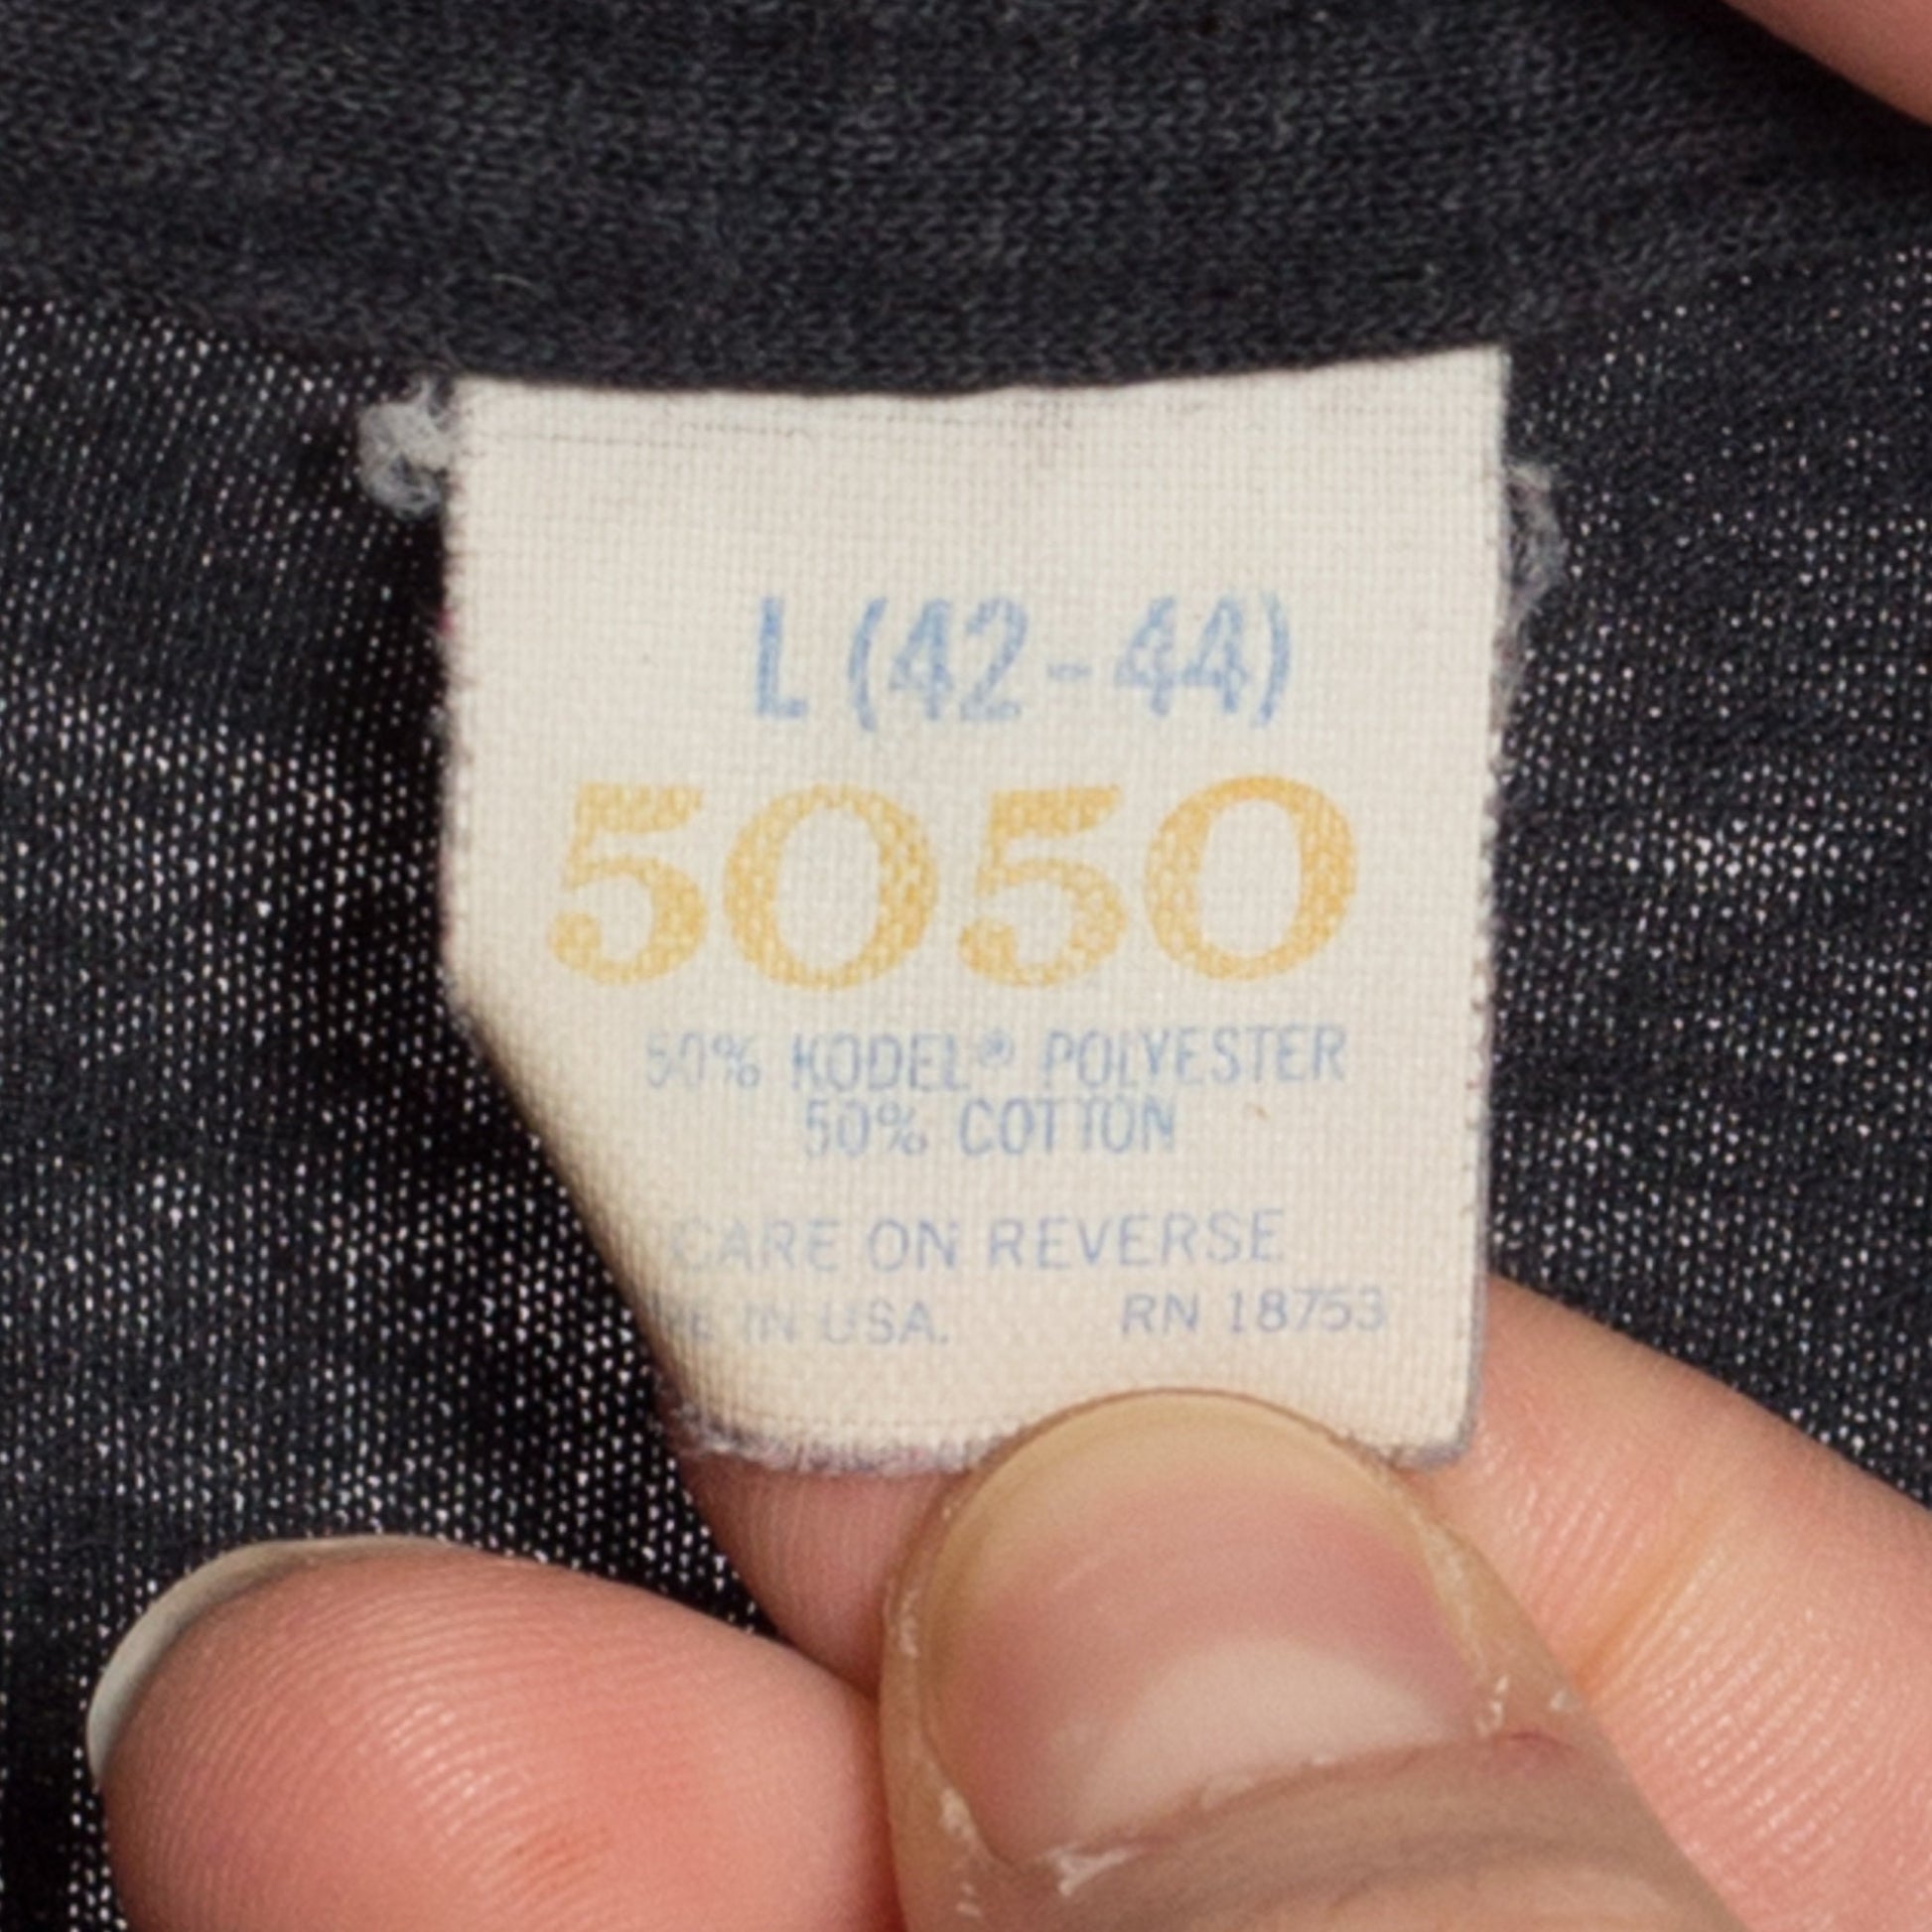 L (42-44)
5050
50% KODEL® POLYESTER
50% COTTON
CARE ON REVERSE
IN USA. RN 18753